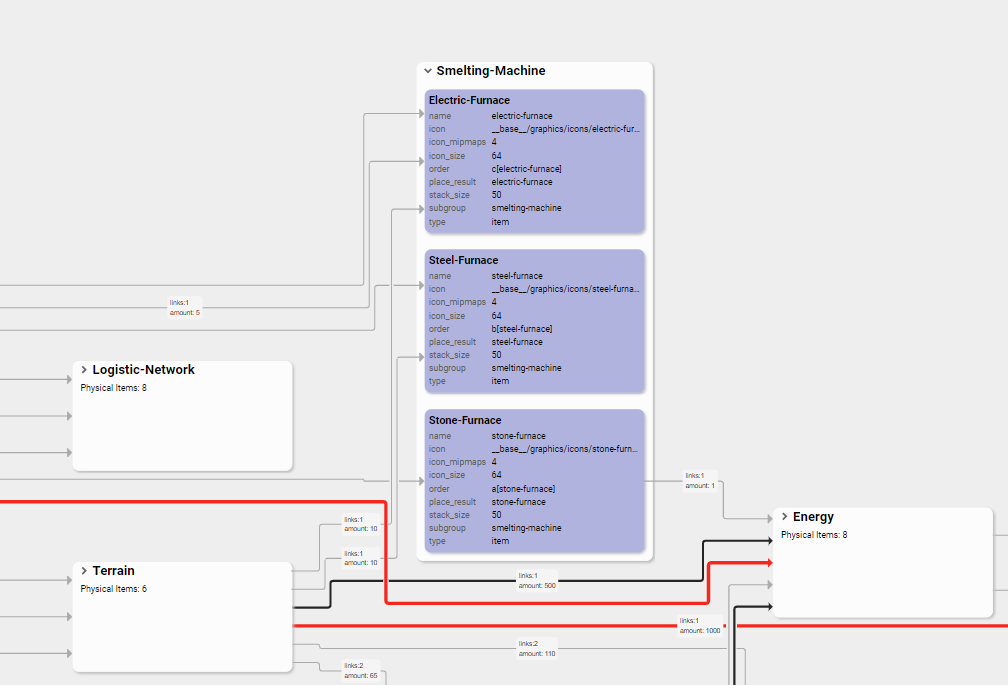 Smelting-Machine
Electric-Furnace
name electric-furnace
icon __base__/graphics/icons/electric-fur...
icon_mipmaps 4
icon_size 64
order c[electric-furnace]
place_result electric-furnace
stack_size 50
subgroup smelting-machine
type item
Steel-Furnace
name steel-furnace
icon __base__/graphics/icons/steel-furna...
icon_mipmaps 4
icon_size 64
order b[steel-furnace]
place_result steel-furnace
stack_size 50
subgroup smelting-machine
type item
links:1
amount: 5
Logistic-Network
Physical Items: 8
Stone-Furnace
name stone-furnace
icon __base__/graphics/icons/stone-furn...
icon_mipmaps 4
icon_size 64
order a[stone-furnace]
place_result stone-furnace
stack_size 50
subgroup smelting-machine
type item
links:1
amount: 1
Energy
Physical Items: 8
links:1
amount: 10
links:1
amount: 10
Terrain
Physical Items: 6
links:1
amount: 500
links:1
amount: 1000
links:2
amount: 110
links:2
amount: 65